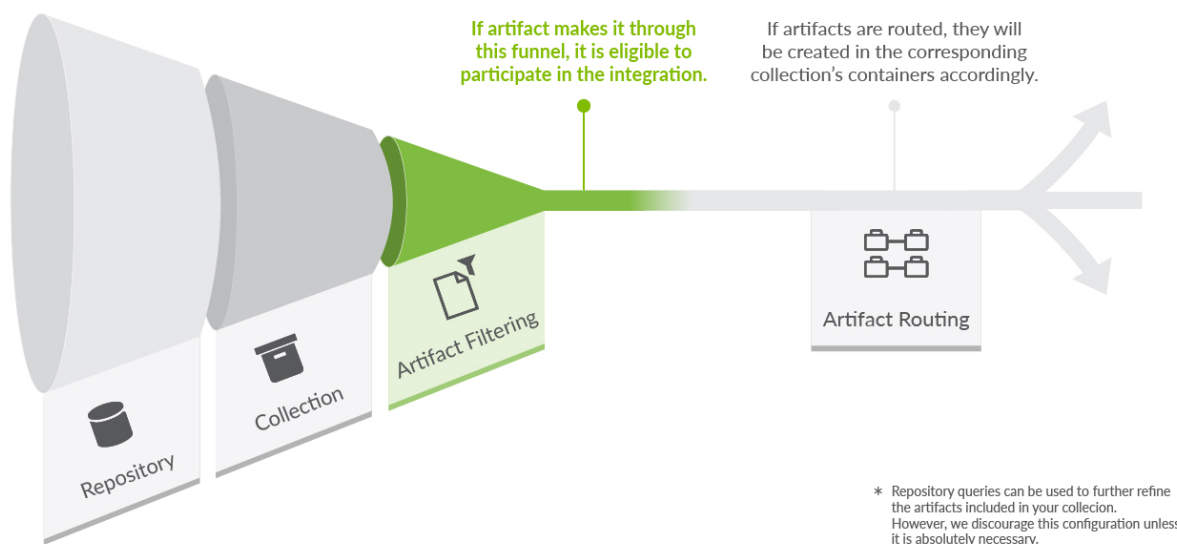 If artifact makes it through
this funnel, it is eligible to
participate in the integration.
If artifacts are routed, they will
be created in the corresponding
collection's containers accordingly.
Repository
Collection
Artifact Filtering
Artifact Routing
* Repository queries can be used to further refine
the artifacts included in your collecion.
However, we discourage this configuration unless
it is absolutely necessary.